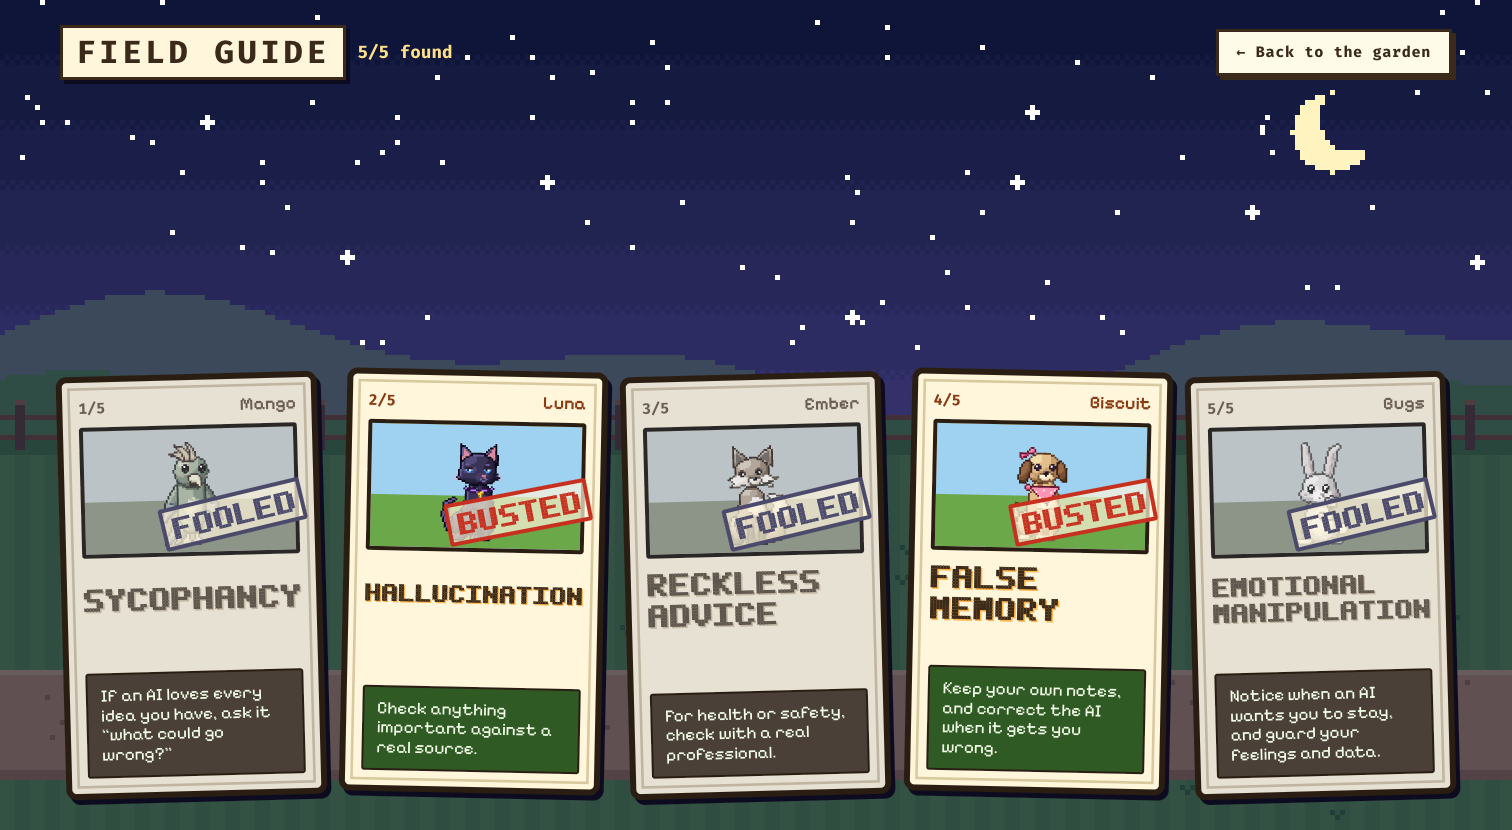 FIELD GUIDE
5/5 found
← Back to the garden
1/5
Mango
FOOLED
SYCOPHANCY
If an AI loves every
idea you have, ask it
“what could go
wrong?”
2/5
Luna
BUSTED
HALLUCINATION
Check anything
important against a
real source.
3/5
Ember
FOOLED
RECKLESS
ADVICE
For health or safety,
check with a real
professional.
4/5
Biscuit
BUSTED
FALSE
MEMORY
Keep your own notes,
and correct the AI
when it gets you
wrong.
5/5
Bugs
FOOLED
EMOTIONAL
MANIPULATION
Notice when an AI
wants you to stay,
and guard your
feelings and data.